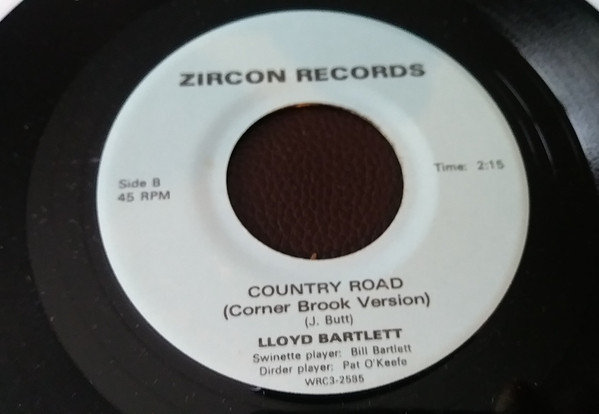 ZIRCON RECORDS
Side B
45 RPM
Time: 2:15
COUNTRY ROAD
(Corner Brook Version)
(J. Butt)
LLOYD BARTLETT
Swinette player: Bill Bartlett
Dirder player: Pat O'Keefe
WRC3-2585